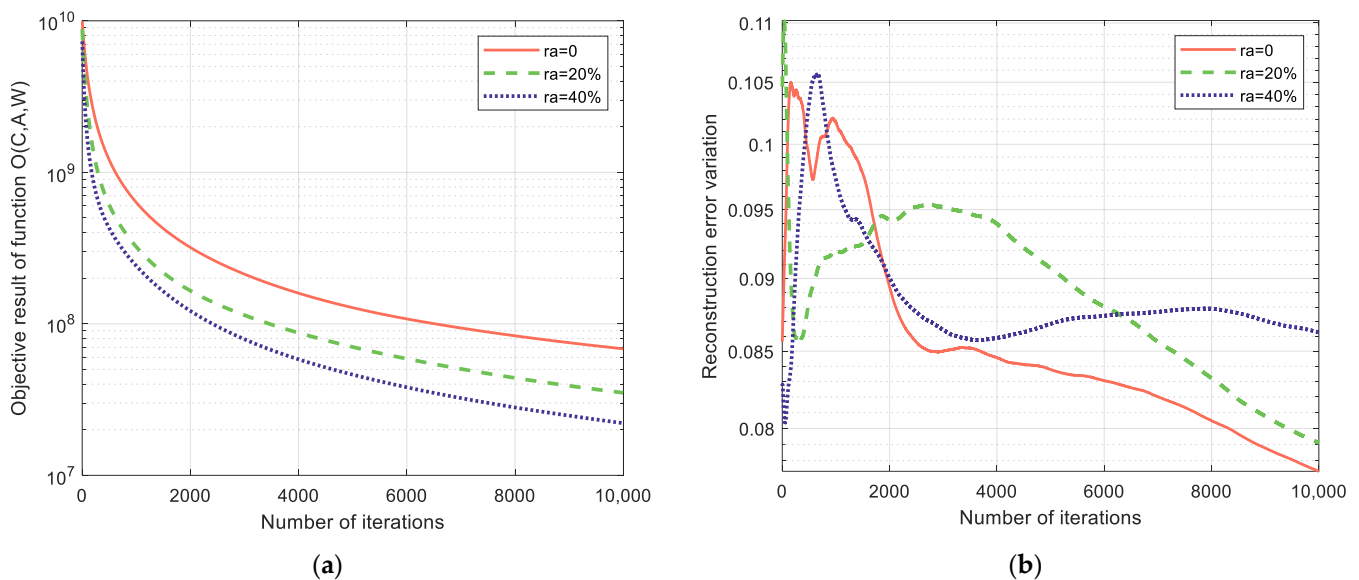 10^10
10^9
10^8
10^7
Objective result of function O(C,A,W)
ra=0
ra=20%
ra=40%
0 2000 4000 6000 8000 10,000
Number of iterations
(a)
0.11
0.105
0.1
0.095
0.09
0.085
0.08
Reconstruction error variation
ra=0
ra=20%
ra=40%
0 2000 4000 6000 8000 10,000
Number of iterations
(b)